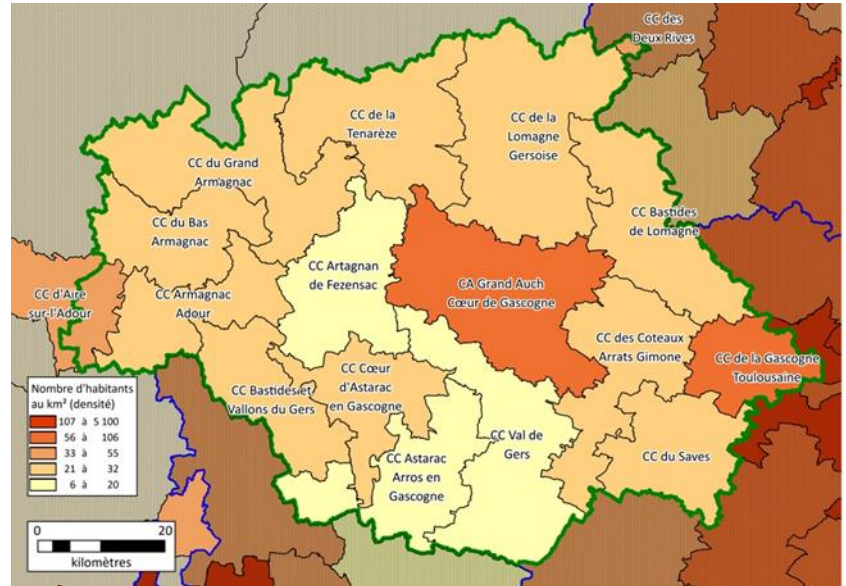 CC des
Deux Rives
CC de la
Tenarèze
CC de la
Lomagne
Gersoise
CC du Grand
Armagnac
CC du Bas
Armagnac
CC Bastides
de Lomagne
CC Artagnan
de Fezensac
CA Grand Auch
Cœur de Gascogne
CC d'Aire
sur-l'Adour
CC Armagnac
Adour
CC des Coteaux
Arrats Gimone
CC de la Gascogne
Toulousaine
CC Bastides et
Vallons du Gers
CC Cœur
d'Astarac
en Gascogne
CC Val de
Gers
CC Astarac
Arros en
Gascogne
CC du Saves
Nombre d'habitants
au km² (densité)
107 à 5 100
56 à 106
33 à 55
21 à 32
6 à 20
0 20
kilomètres